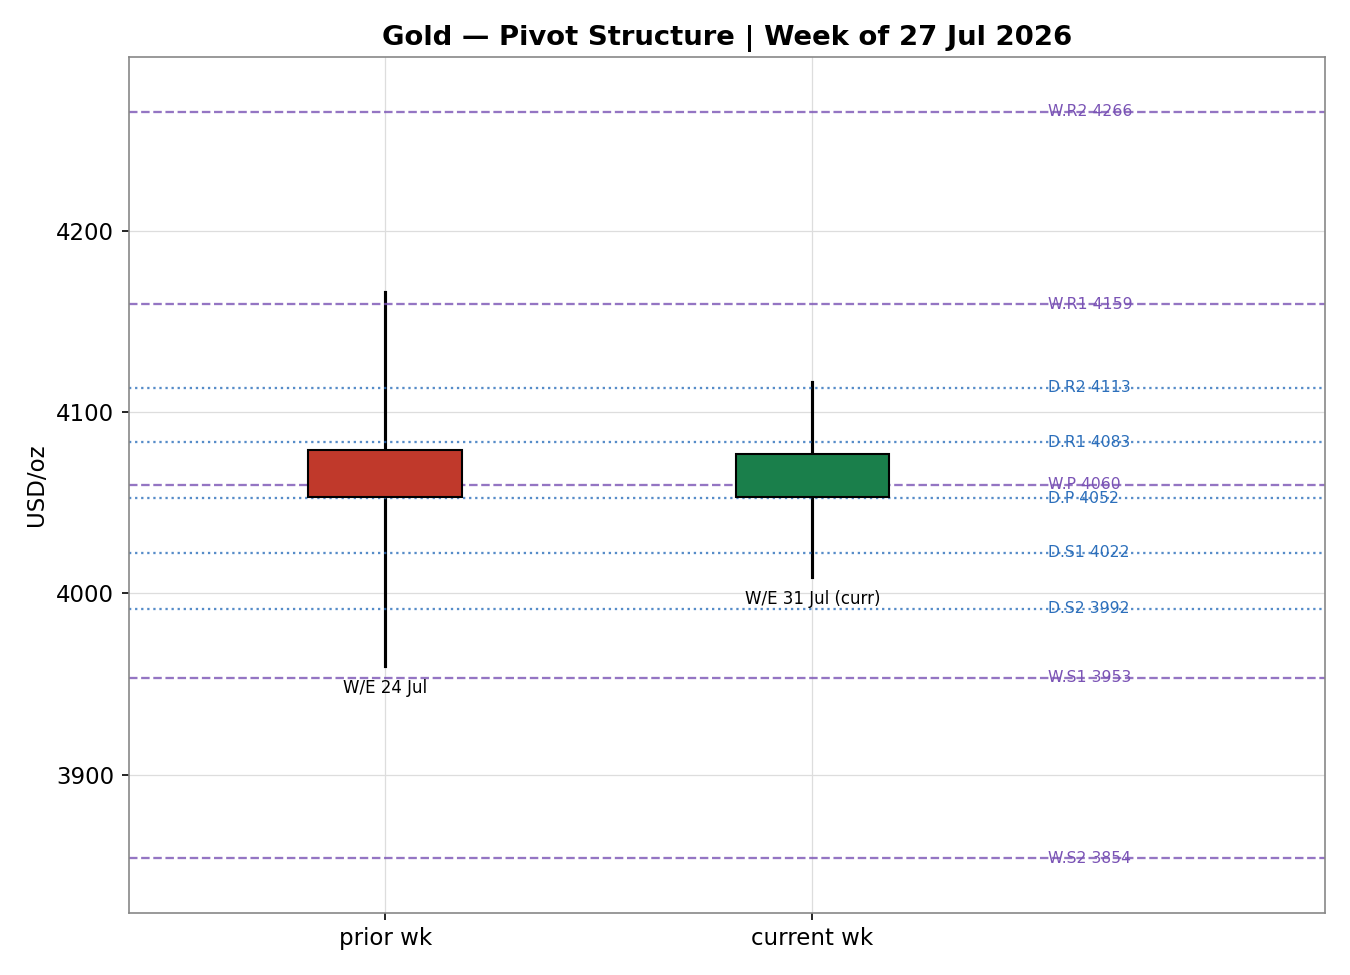 Gold — Pivot Structure | Week of 27 Jul 2026
USD/oz
4200
4100
4000
3900
W.R2 4266
W.R1 4159
D.R2 4113
D.R1 4083
W.P 4060
D.P 4052
D.S1 4022
D.S2 3992
W.S1 3953
W.S2 3854
W/E 24 Jul
W/E 31 Jul (curr)
prior wk
current wk